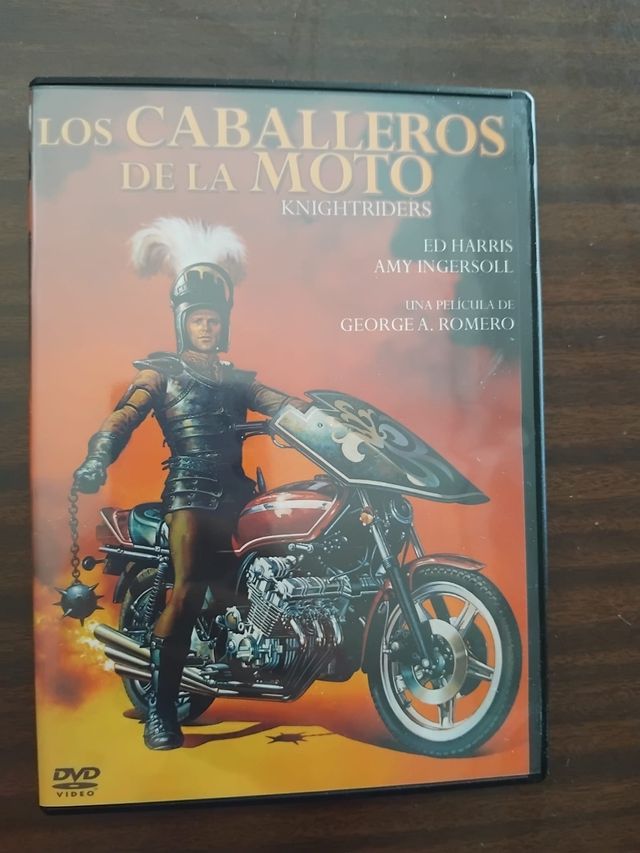 LOS CABALLEROS
DE LA MOTO
KNIGHTRIDERS
ED HARRIS
AMY INGERSOLL
UNA PELÍCULA DE
GEORGE A. ROMERO
DVD
VIDEO